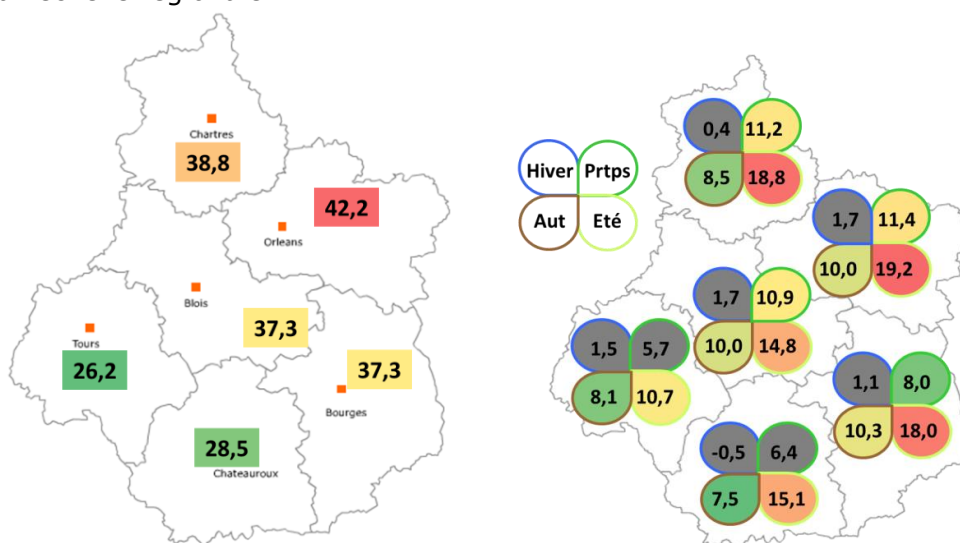 Chartres
38,8
42,2
Orleans
Blois
37,3
Tours
26,2
37,3
Bourges
28,5
Chateauroux
Hiver Prtps
Aut Eté
0,4 11,2
8,5 18,8
1,7 11,4
10,0 19,2
1,7 10,9
10,0 14,8
1,5 5,7
8,1 10,7
1,1 8,0
10,3 18,0
-0,5 6,4
7,5 15,1